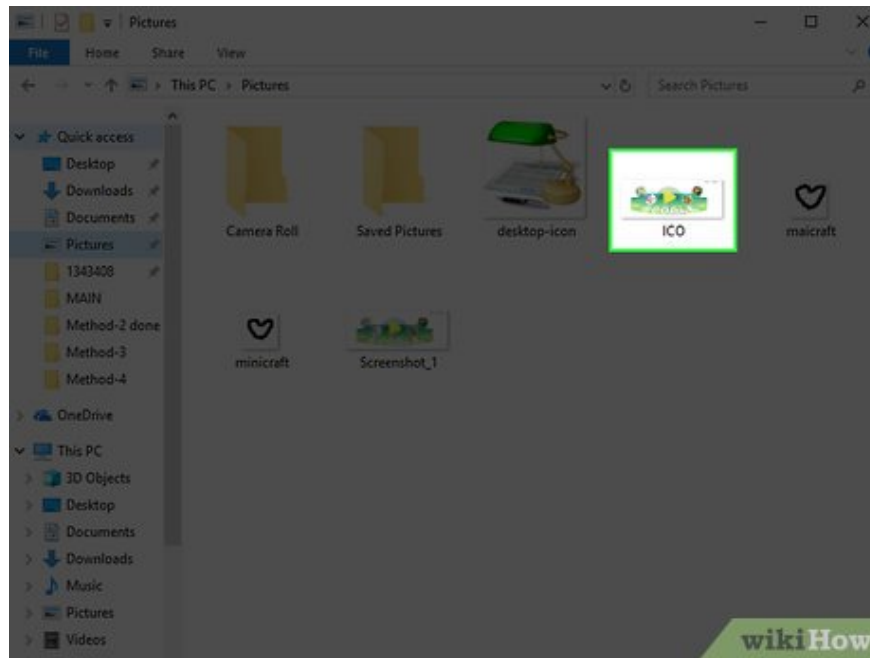 Pictures
File Home Share View
This PC Pictures Search Pictures
Quick access
Desktop
Downloads
Documents
Pictures
1343408
MAIN
Method-2 done
Method-3
Method-4
OneDrive
This PC
3D Objects
Desktop
Documents
Downloads
Music
Pictures
Videos
Camera Roll Saved Pictures desktop-icon ICO maicraft
minicraft Screenshot_1
wikiHow